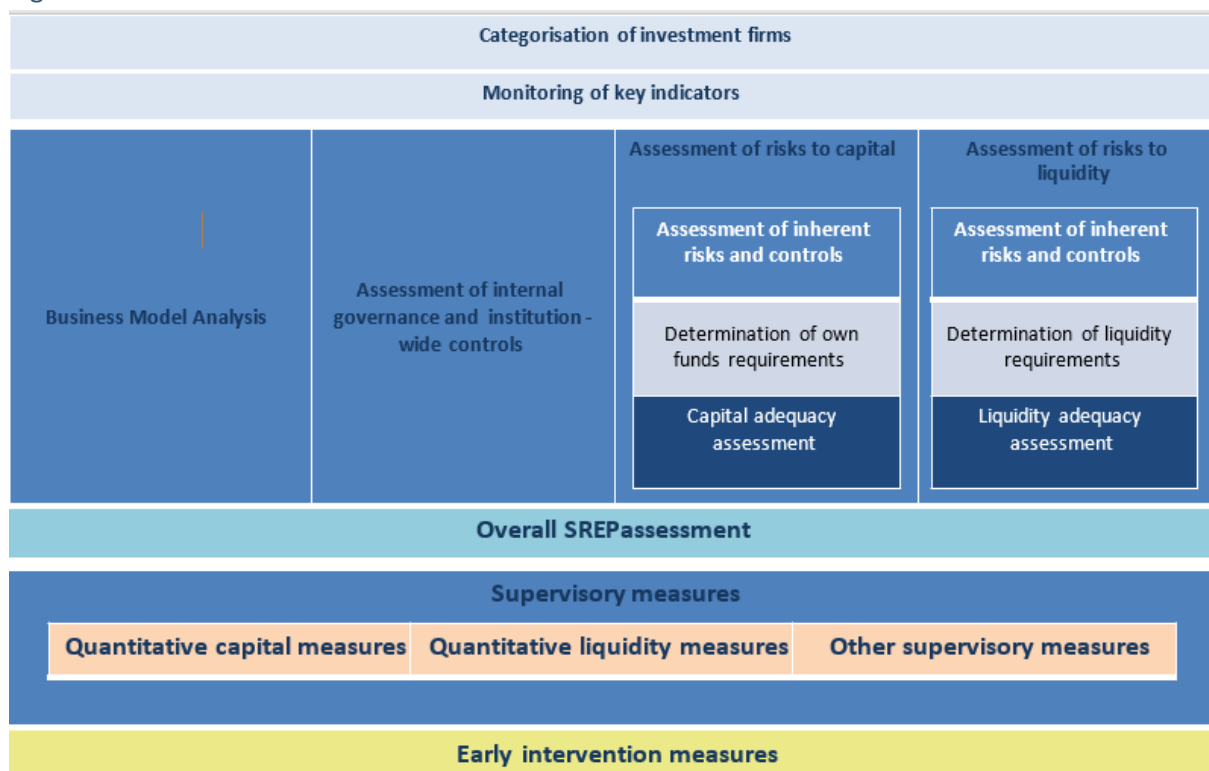 Categorisation of investment firms
Monitoring of key indicators
Business Model Analysis
Assessment of internal
governance and institution -
wide controls
Assessment of risks to capital
Assessment of inherent
risks and controls
Determination of own
funds requirements
Capital adequacy
assessment
Assessment of risks to
liquidity
Assessment of inherent
risks and controls
Determination of liquidity
requirements
Liquidity adequacy
assessment
Overall SREPassessment
Supervisory measures
Quantitative capital measures
Quantitative liquidity measures
Other supervisory measures
Early intervention measures